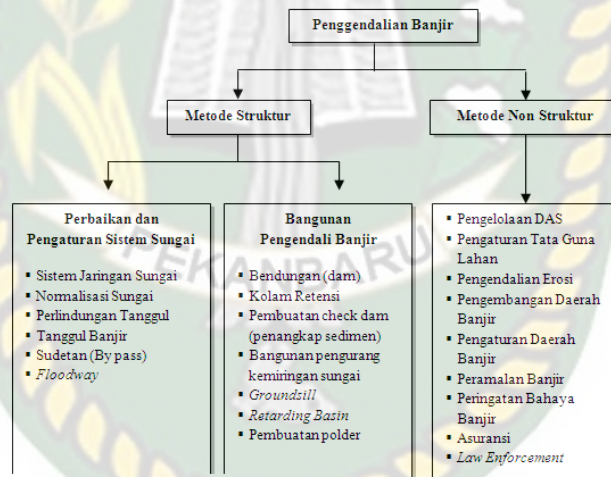 Penggendalian Banjir
Metode Struktur
Metode Non Struktur
Perbaikan dan
Pengaturan Sistem Sungai
▪ Sistem Jaringan Sungai
▪ Normalisasi Sungai
▪ Perlindungan Tanggul
▪ Tanggul Banjir
▪ Sudetan (By pass)
▪ Floodway
Bangunan
Pengendali Banjir
▪ Bendungan (dam)
▪ Kolam Retensi
▪ Pembuatan check dam
(penangkap sedimen)
▪ Bangunan pengurang
kemiringan sungai
▪ Groundsill
▪ Retarding Basin
▪ Pembuatan polder
▪ Pengelolaan DAS
▪ Pengaturan Tata Guna
Lahan
▪ Pengendalian Erosi
▪ Pengembangan Daerah
Banjir
▪ Pengaturan Daerah
Banjir
▪ Peramalan Banjir
▪ Peringatan Bahaya
Banjir
▪ Asuransi
▪ Law Enforcement
PEKANBARU